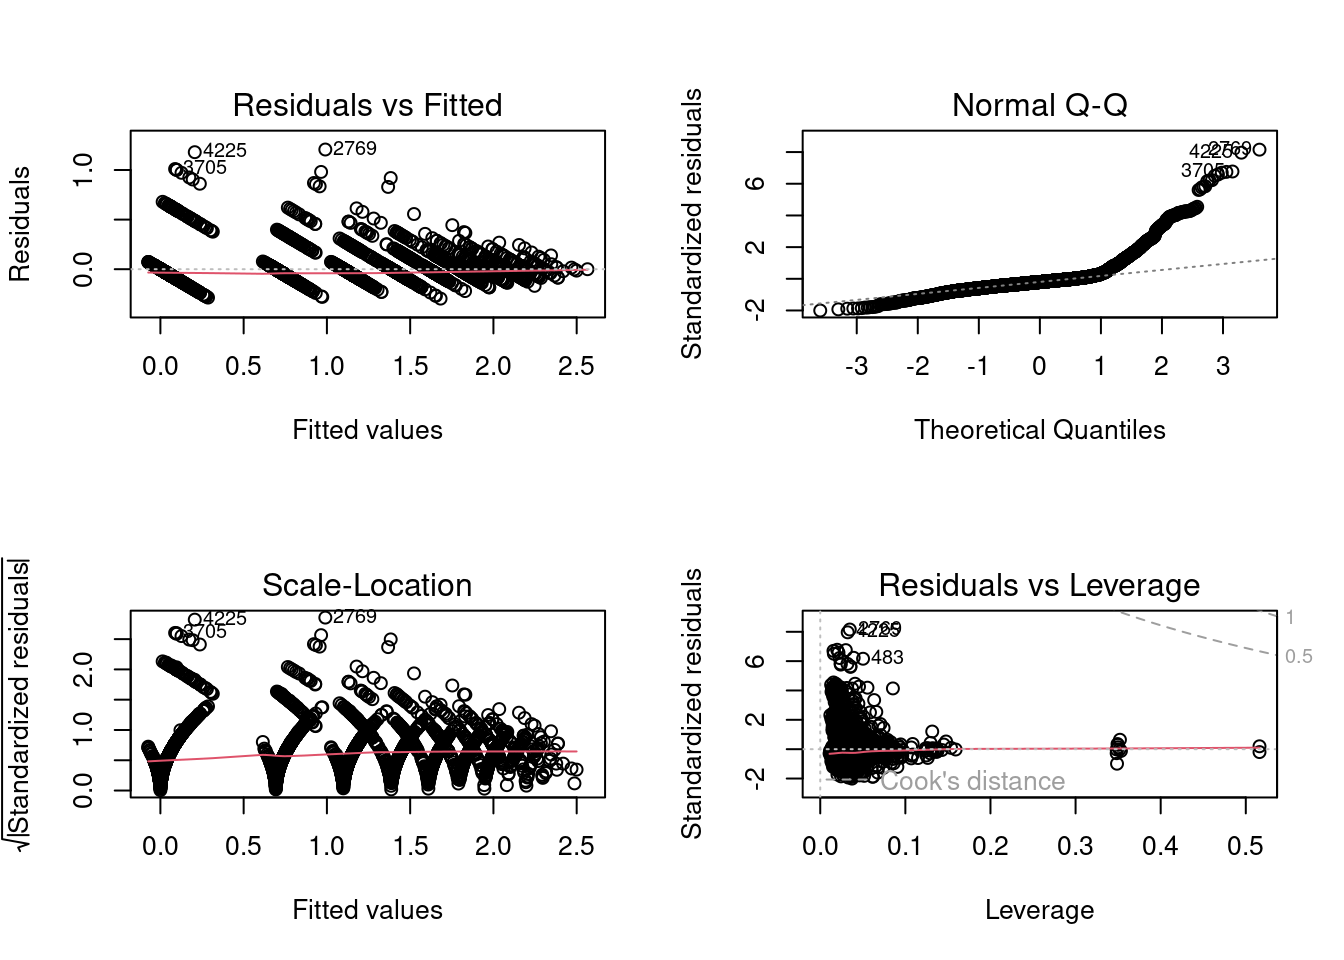 Residuals vs Fitted
Residuals
0.0
1.0
4225
2769
3705
0.0 0.5 1.0 1.5 2.0 2.5
Fitted values
Normal Q-Q
Standardized residuals
-2
2
6
4225
2769
3705
-3 -2 -1 0 1 2 3
Theoretical Quantiles
Scale-Location
√|Standardized residuals|
0.0
1.0
2.0
4225
2769
3705
0.0 0.5 1.0 1.5 2.0 2.5
Fitted values
Residuals vs Leverage
Standardized residuals
-2
2
6
2769
4225
483
1
0.5
Cook's distance
0.0 0.1 0.2 0.3 0.4 0.5
Leverage